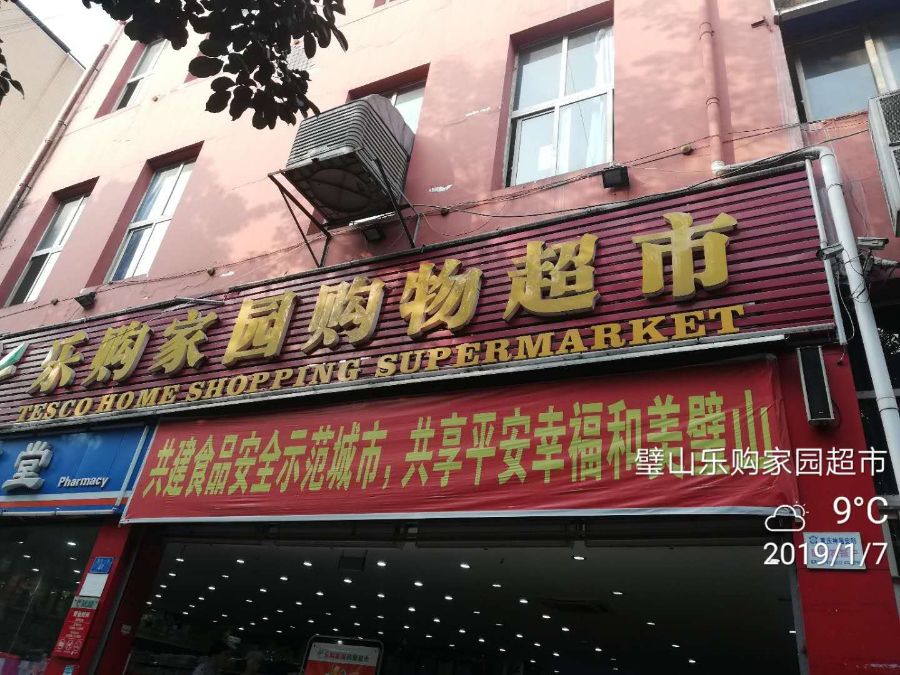 乐购家园购物超市
TESCO HOME SHOPPING SUPERMARKET
堂
Pharmacy
共建食品安全示范城市，共享平安幸福和美璧山
璧山乐购家园超市
9°C
2019/1/7